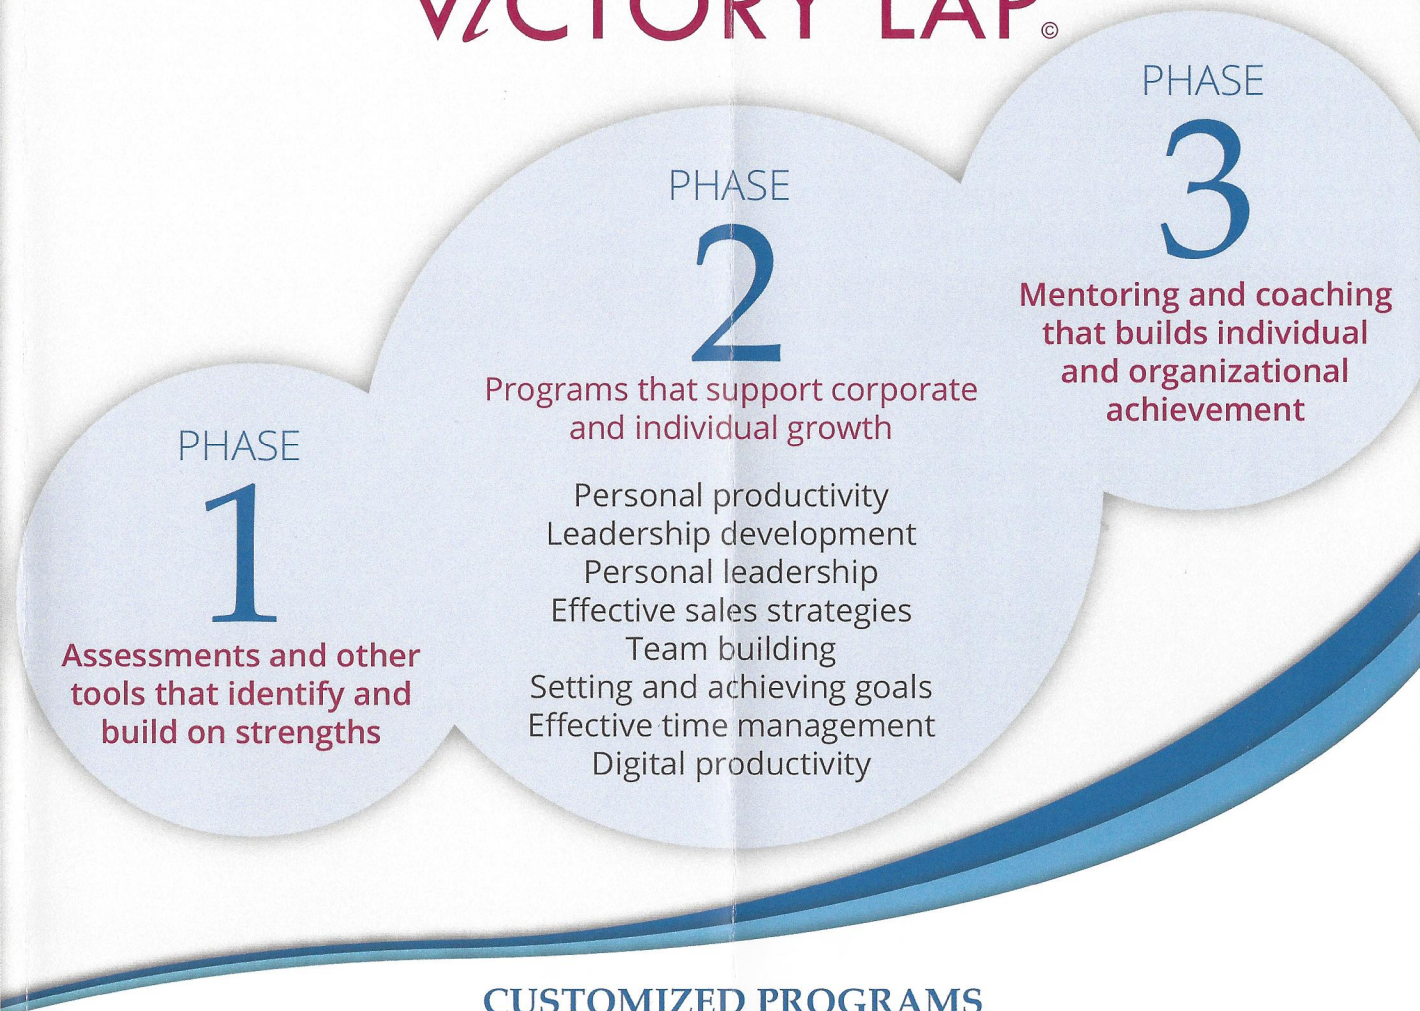 ViCTORY LAP©
PHASE
1
Assessments and other
tools that identify and
build on strengths
PHASE
2
Programs that support corporate
and individual growth
Personal productivity
Leadership development
Personal leadership
Effective sales strategies
Team building
Setting and achieving goals
Effective time management
Digital productivity
PHASE
3
Mentoring and coaching
that builds individual
and organizational
achievement
CUSTOMIZED PROGRAMS